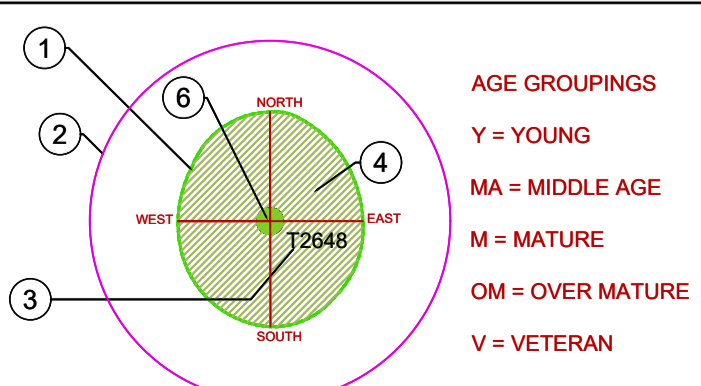 1
2
6
NORTH
4
WEST
EAST
T2648
3
SOUTH
AGE GROUPINGS
Y = YOUNG
MA = MIDDLE AGE
M = MATURE
OM = OVER MATURE
V = VETERAN